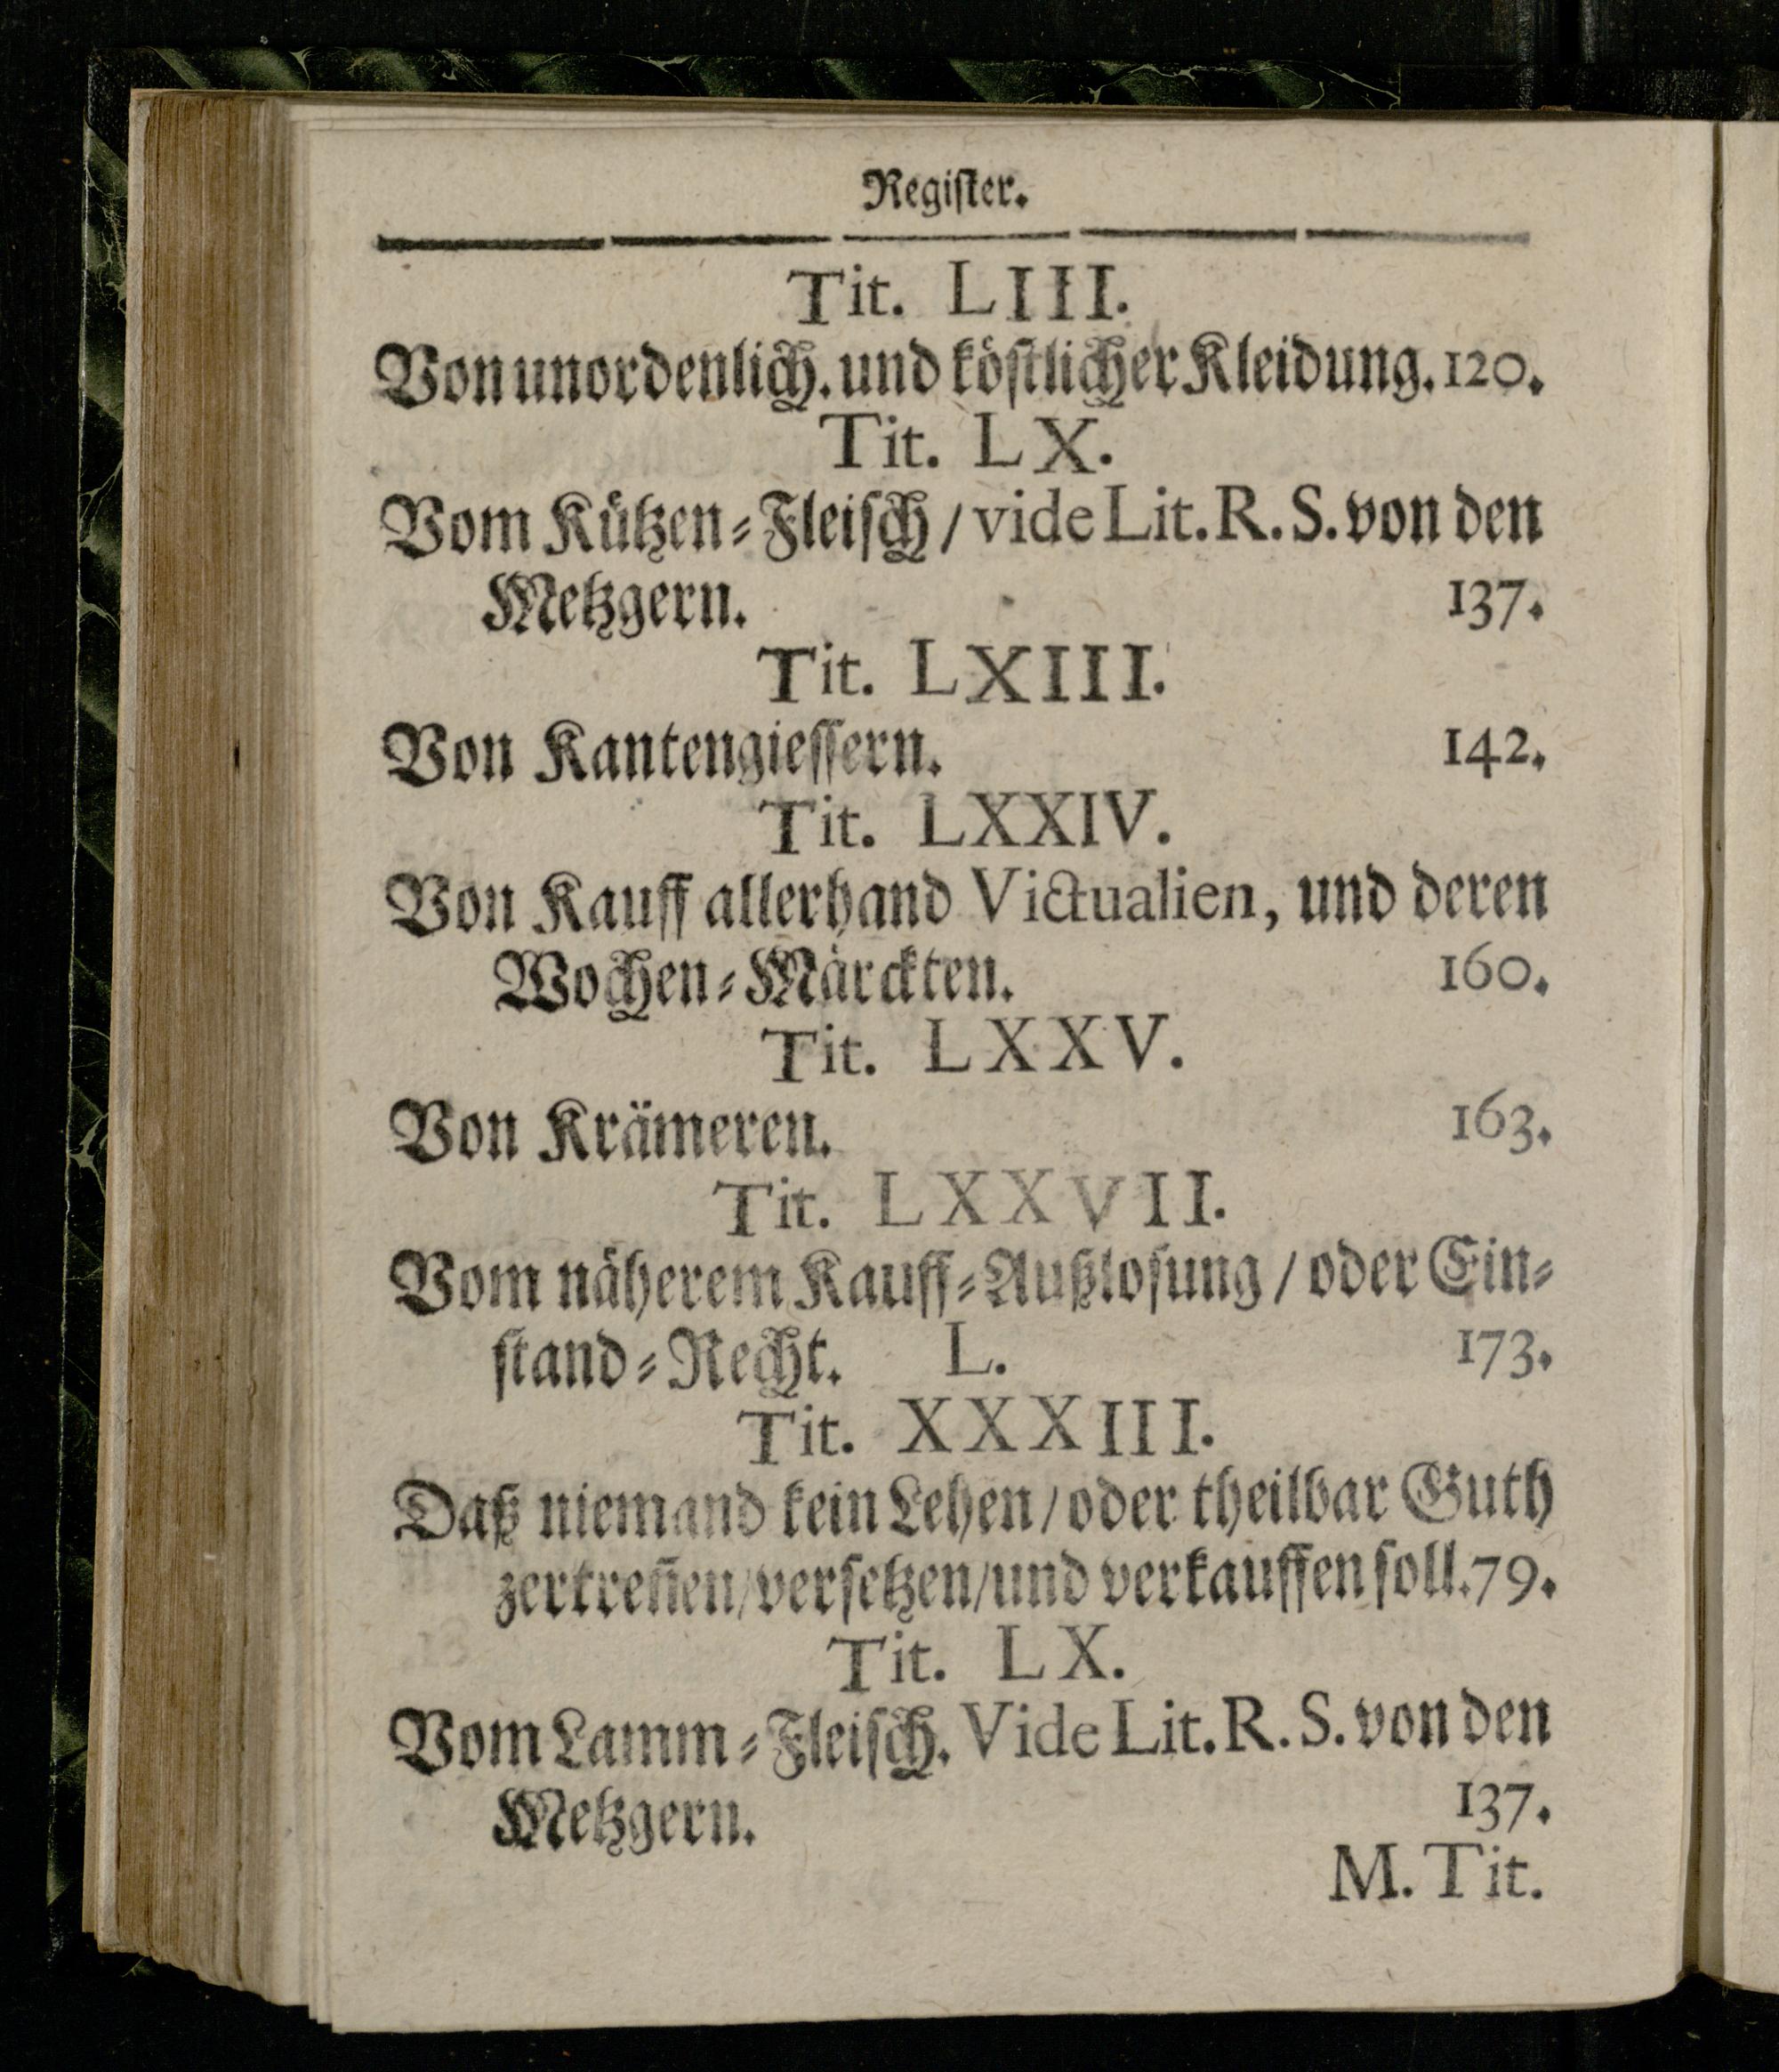 Regiſter.
Tit. LIII.
Von unordenlich. und köſtlicher Kleidung. 120.
Tit. LX.
Vom Kützen-Fleiſch / vide Lit. R. S. von den
Metzgern. 137.
Tit. LXIII.
Von Kantengieſſern. 142.
Tit. LXXIV.
Von Kauff allerhand Victualien, und deren
Wochen-Märckten. 160.
Tit. LXXV.
Von Krämeren. 163.
Tit. LXXVII.
Vom näherem Kauff-Außloſung / oder Ein-
ſtand-Recht. L. 173.
Tit. XXXIII.
Daß niemand kein Lehen / oder theilbar Guth
zertreñen / verſetzen / und verkauffen ſoll. 79.
Tit. LX.
Vom Lamm-Fleiſch. Vide Lit. R. S. von den
Metzgern. 137.
M. Tit.